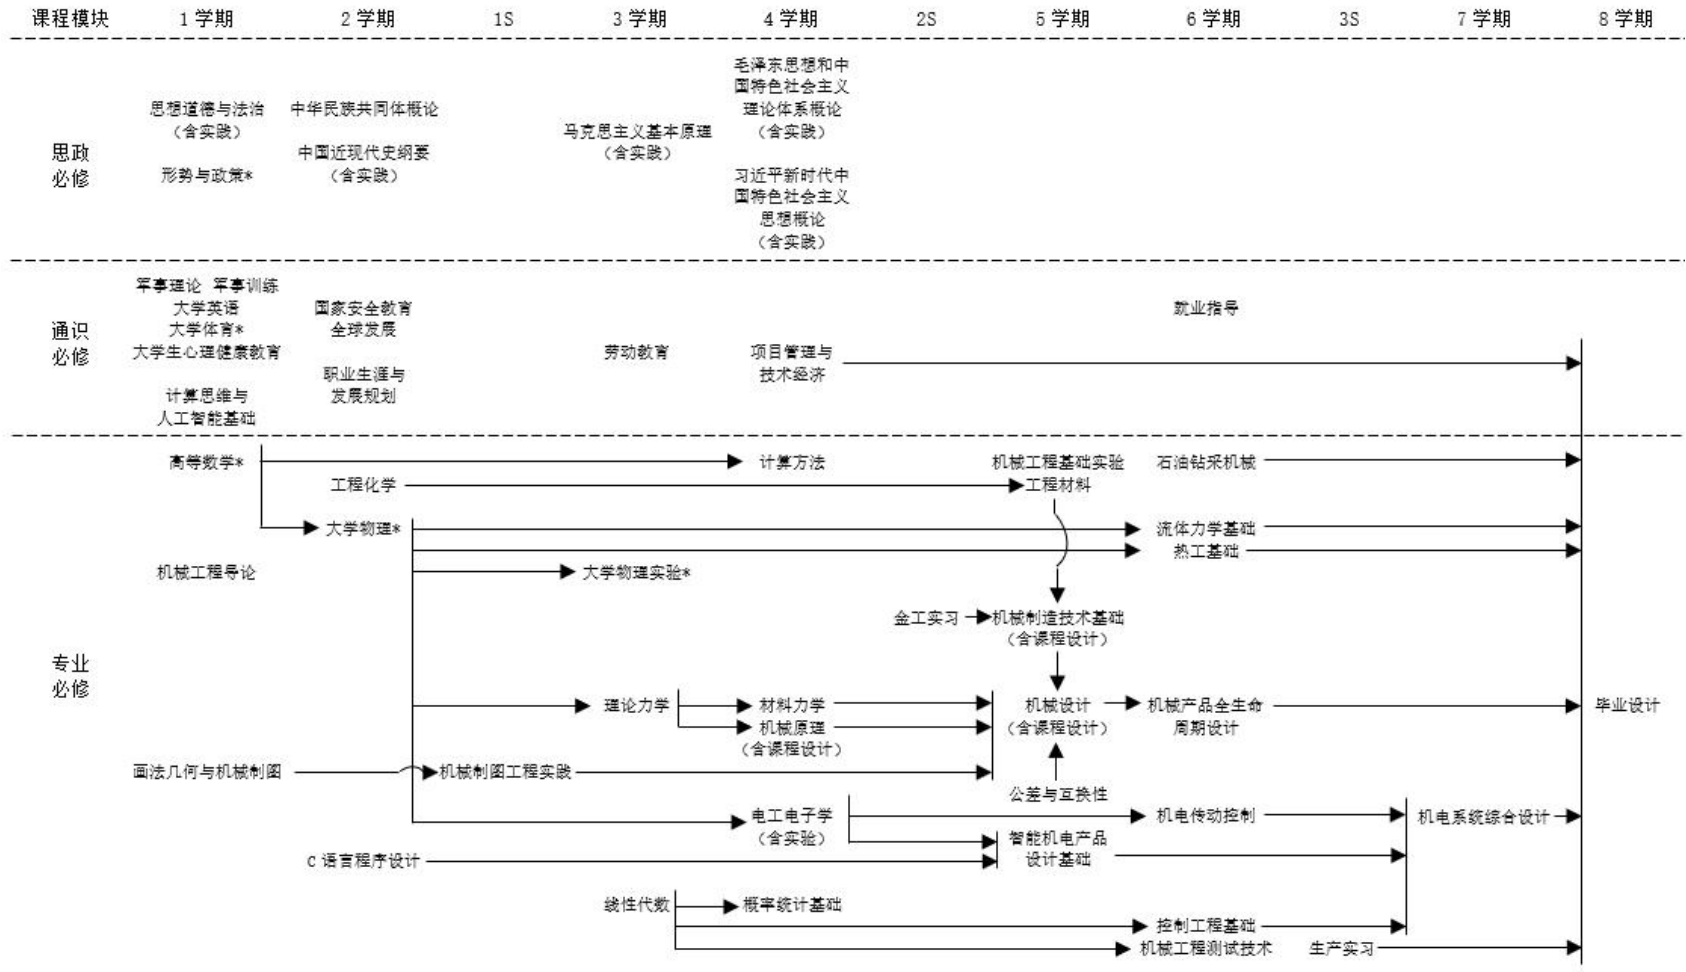 课程模块 1 学期 2 学期 1S 3 学期 4 学期 2S 5 学期 6 学期 3S 7 学期 8 学期
思政
必修
思想道德与法治
（含实践）
形势与政策*
中华民族共同体概论
中国近现代史纲要
（含实践）
马克思主义基本原理
（含实践）
毛泽东思想和中
国特色社会主义
理论体系概论
（含实践）
习近平新时代中
国特色社会主义
思想概论
（含实践）
通识
必修
军事理论 军事训练
大学英语
大学体育*
大学生心理健康教育
计算思维与
人工智能基础
国家安全教育
全球发展
职业生涯与
发展规划
劳动教育
项目管理与
技术经济
就业指导
专业
必修
高等数学* 计算方法 机械工程基础实验 石油钻采机械
工程化学 工程材料
大学物理* 流体力学基础
热工基础
机械工程导论 大学物理实验*
金工实习 机械制造技术基础
（含课程设计）
理论力学 材料力学 机械设计 机械产品全生命 毕业设计
机械原理 （含课程设计） 周期设计
（含课程设计）
画法几何与机械制图 机械制图工程实践
公差与互换性
电工电子学 机电传动控制 机电系统综合设计
（含实验） 智能机电产品
C 语言程序设计 设计基础
线性代数 概率统计基础
控制工程基础
机械工程测试技术 生产实习